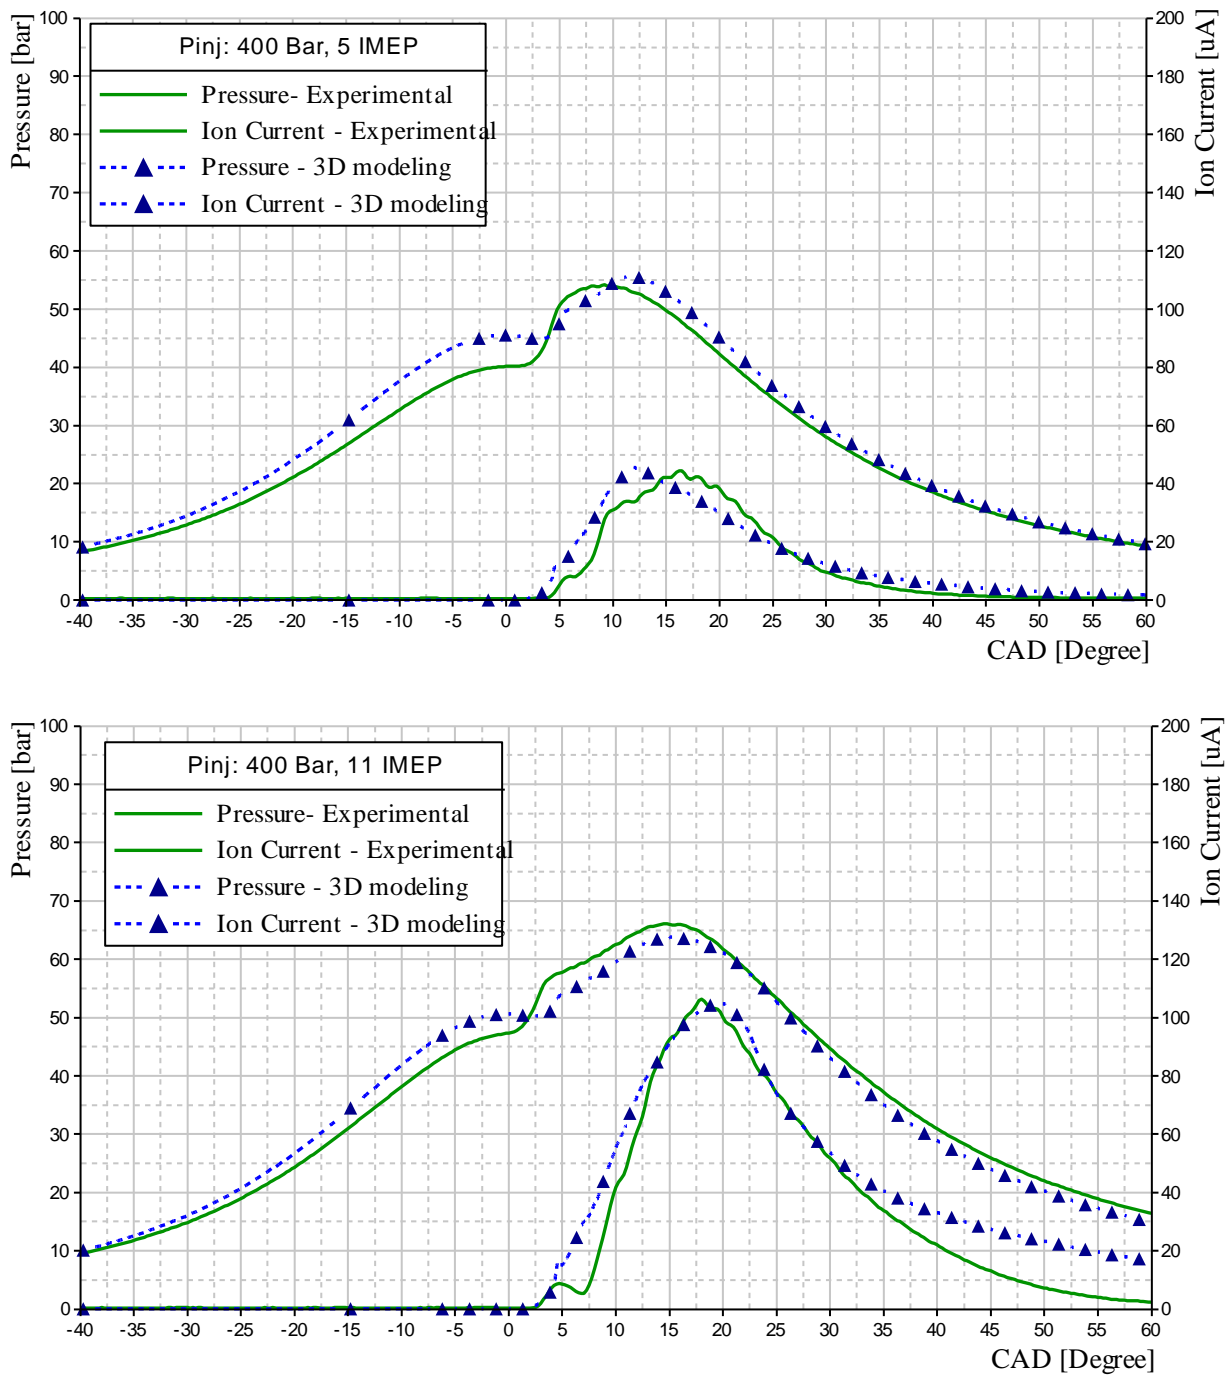 Pressure [bar]
100
90
80
70
60
50
40
30
20
10
0
Pinj: 400 Bar, 5 IMEP
Pressure- Experimental
Ion Current - Experimental
Pressure - 3D modeling
Ion Current - 3D modeling
200
180
160
140
120
100
80
60
40
20
0
Ion Current [uA]
-40 -35 -30 -25 -20 -15 -10 -5 0 5 10 15 20 25 30 35 40 45 50 55 60
CAD [Degree]
Pressure [bar]
100
90
80
70
60
50
40
30
20
10
0
Pinj: 400 Bar, 11 IMEP
Pressure- Experimental
Ion Current - Experimental
Pressure - 3D modeling
Ion Current - 3D modeling
200
180
160
140
120
100
80
60
40
20
0
Ion Current [uA]
-40 -35 -30 -25 -20 -15 -10 -5 0 5 10 15 20 25 30 35 40 45 50 55 60
CAD [Degree]